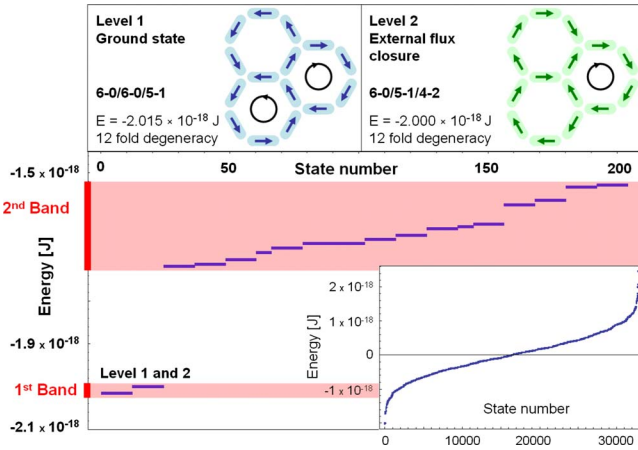 Level 1
Ground state
6-0/6-0/5-1
E = -2.015 × 10-18 J
12 fold degeneracy
Level 2
External flux
closure
6-0/5-1/4-2
E = -2.000 × 10-18 J
12 fold degeneracy
-1.5 x 10-18
0 50 State number 150 200
2nd Band
Energy [J]
-1.9 x 10-18
Level 1 and 2
1st Band
-2.1 x 10-18
2 x 10-18
1 x 10-18
0
-1 x 10-18
Energy [J]
State number
0 10000 20000 30000